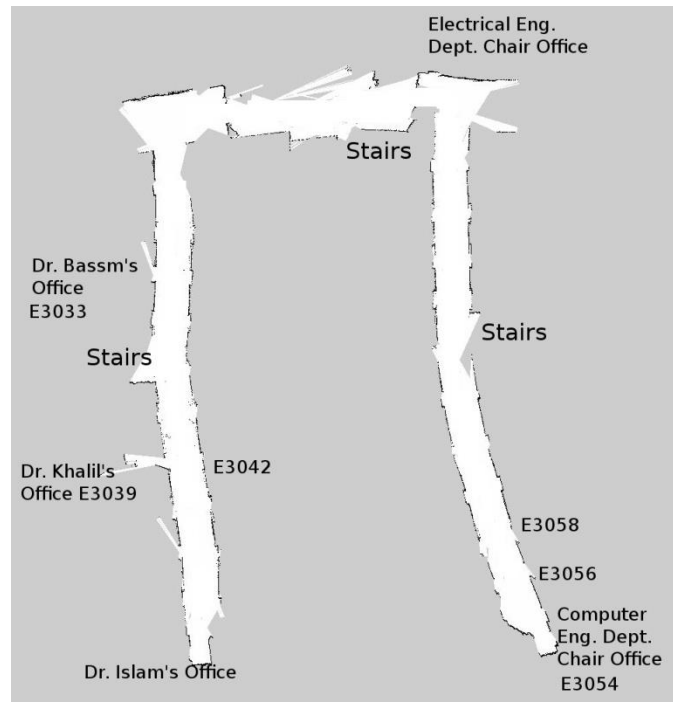 Electrical Eng.
Dept. Chair Office
Stairs
Dr. Bassm's
Office
E3033
Stairs
Stairs
Dr. Khalil's
Office E3039
E3042
E3058
E3056
Computer
Eng. Dept.
Chair Office
E3054
Dr. Islam's Office